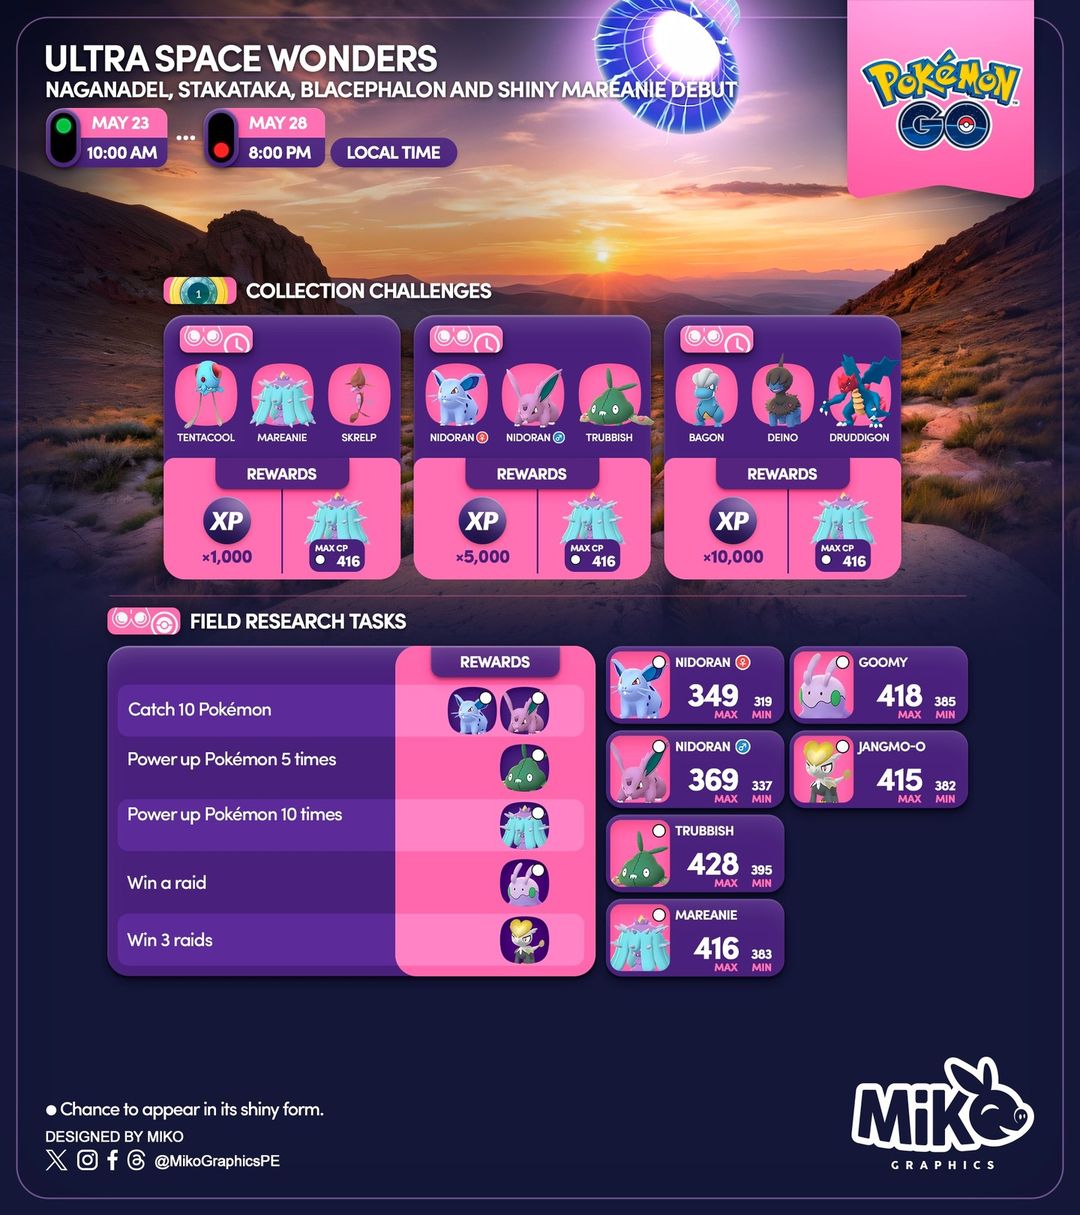 ULTRA SPACE WONDERS
NAGANADEL, STAKATAKA, BLACEPHALON AND SHINY MAREANIE DEBUT
MAY 23
10:00 AM
...
MAY 28
8:00 PM
LOCAL TIME
POKéMON
GO
1
COLLECTION CHALLENGES
TENTACOOL
MAREANIE
SKRELP
REWARDS
XP
×1,000
MAX CP
416
NIDORAN ♀
NIDORAN ♂
TRUBBISH
REWARDS
XP
×5,000
MAX CP
416
BAGON
DEINO
DRUDDIGON
REWARDS
XP
×10,000
MAX CP
416
FIELD RESEARCH TASKS
REWARDS
Catch 10 Pokémon
Power up Pokémon 5 times
Power up Pokémon 10 times
Win a raid
Win 3 raids
NIDORAN ♀
349 319
MAX MIN
GOOMY
418 385
MAX MIN
NIDORAN ♂
369 337
MAX MIN
JANGMO-O
415 382
MAX MIN
TRUBBISH
428 395
MAX MIN
MAREANIE
416 383
MAX MIN
Chance to appear in its shiny form.
DESIGNED BY MIKO
@MikoGraphicsPE
MiKO
GRAPHICS